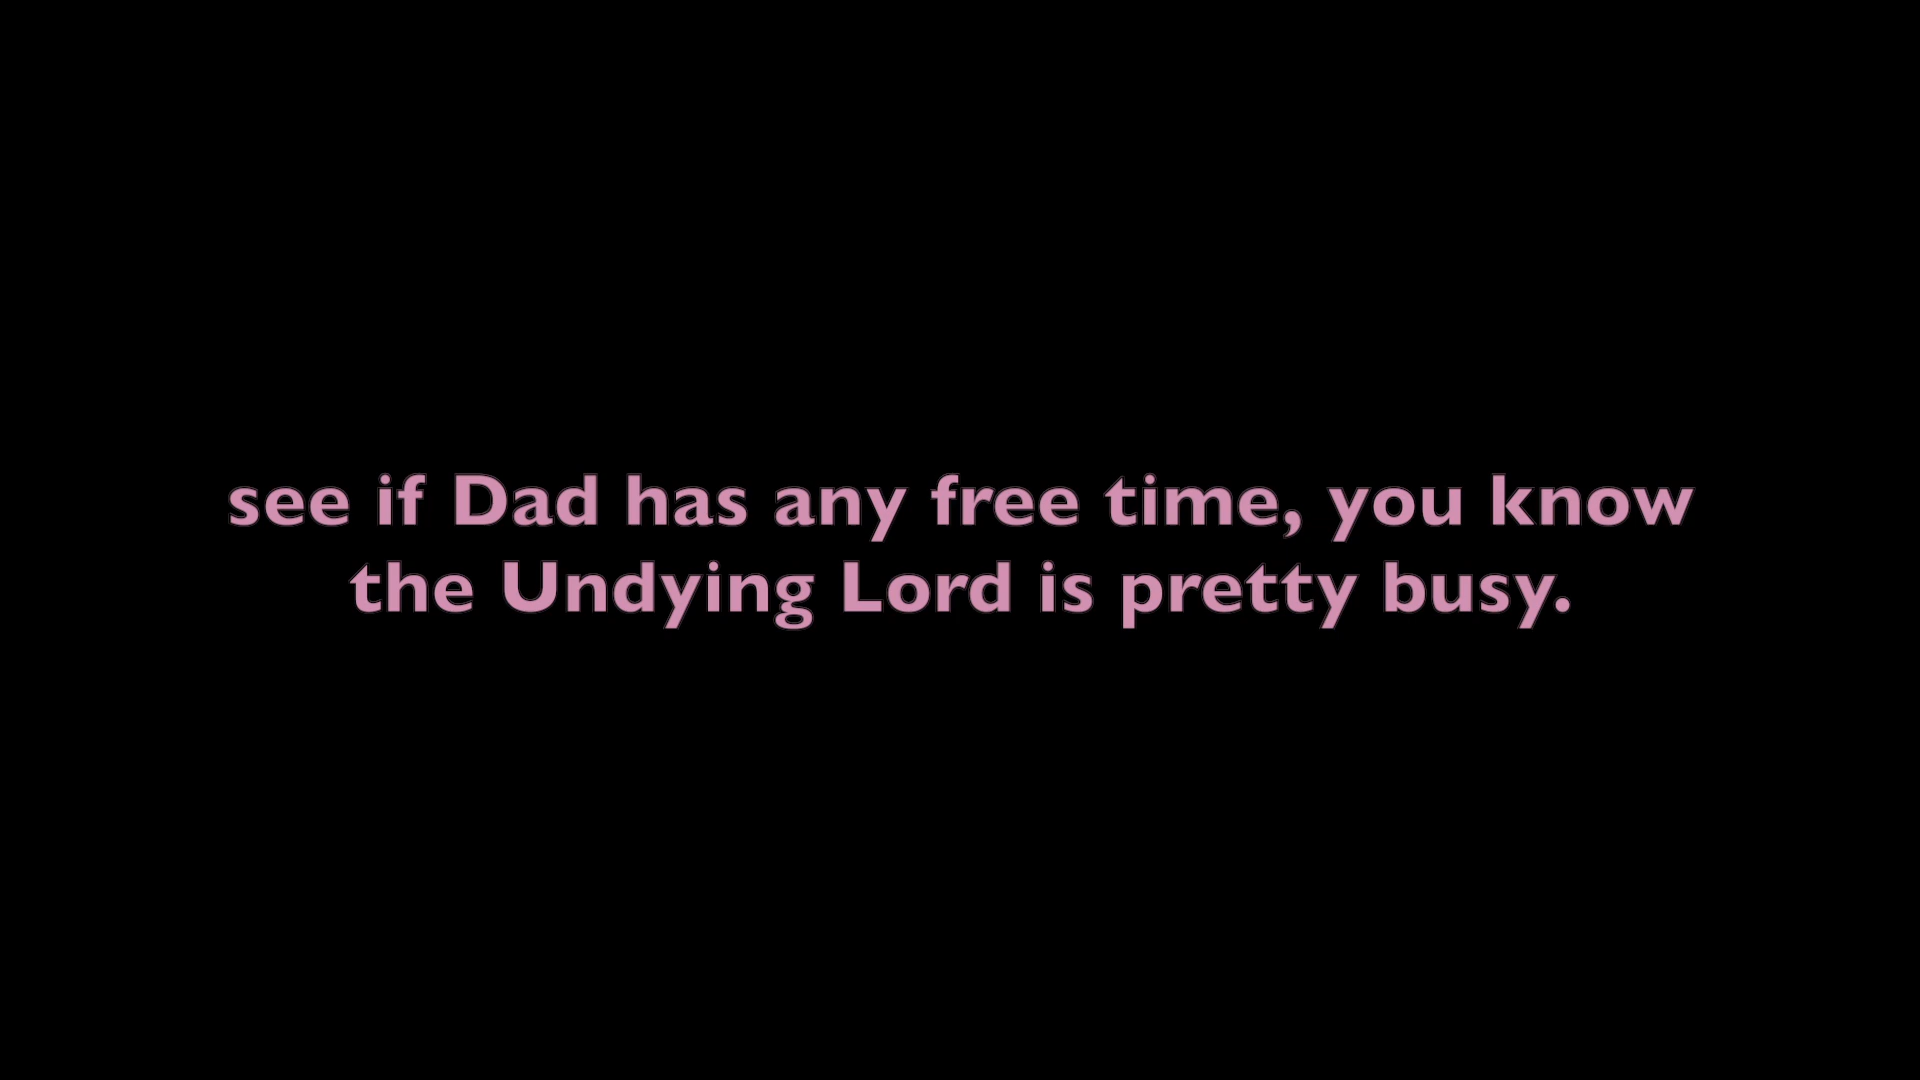 see if Dad has any free time, you know
the Undying Lord is pretty busy.